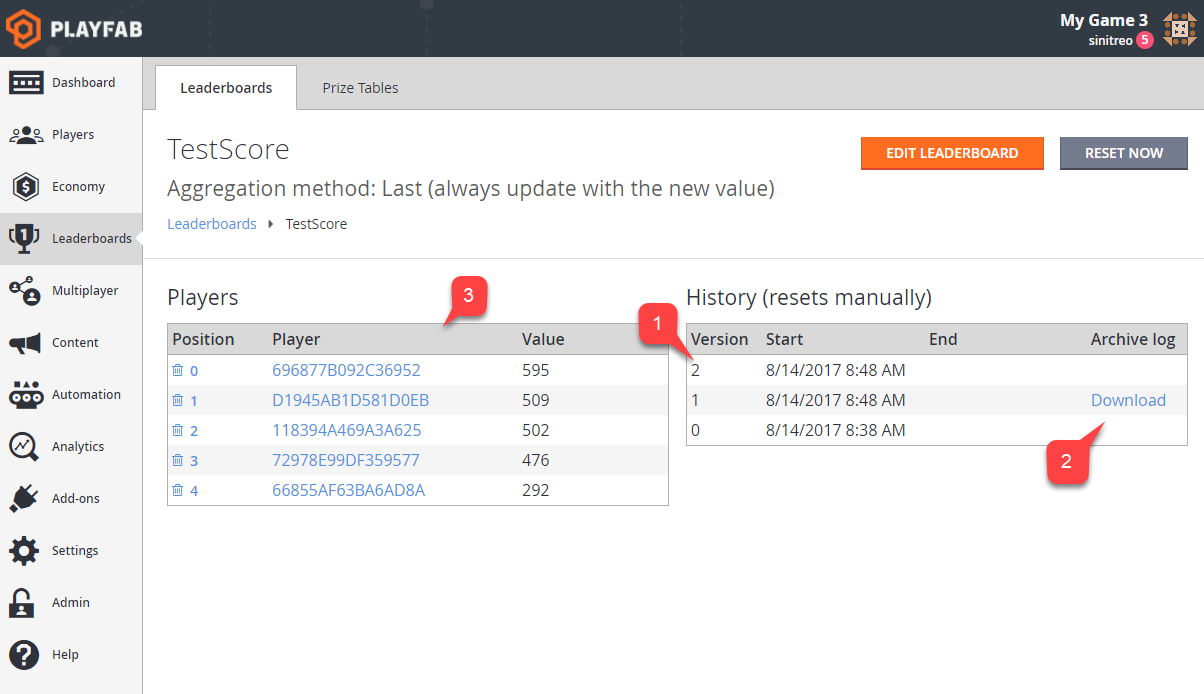 PLAYFAB
My Game 3
sinitreo 5
Dashboard
Players
Economy
Leaderboards
Multiplayer
Content
Automation
Analytics
Add-ons
Settings
Admin
Help
Leaderboards Prize Tables
TestScore
EDIT LEADERBOARD RESET NOW
Aggregation method: Last (always update with the new value)
Leaderboards TestScore
Players
3
Position Player Value
0 696877B092C36952 595
1 D1945AB1D581D0EB 509
2 118394A469A3A625 502
3 72978E99DF359577 476
4 66855AF63BA6AD8A 292
History (resets manually)
1
Version Start End Archive log
2 8/14/2017 8:48 AM
1 8/14/2017 8:48 AM Download
0 8/14/2017 8:38 AM
2